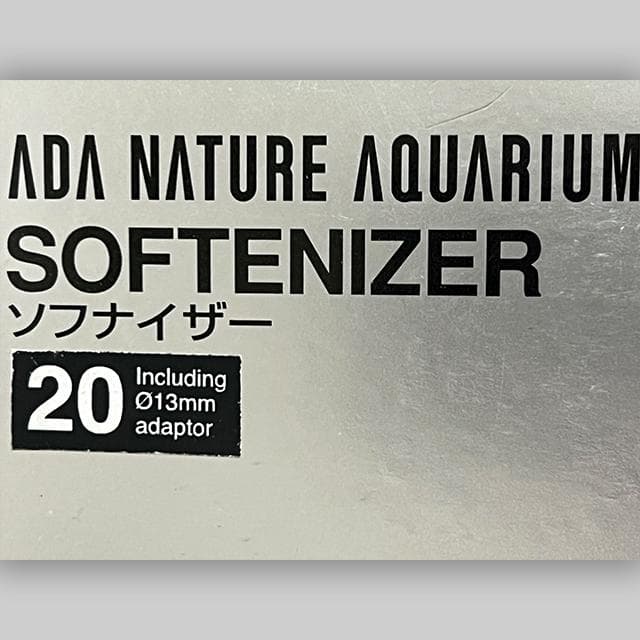 ADA NATURE AQUARIUM
SOFTENIZER
ソフナイザー
20
Including
Ø13mm
adaptor